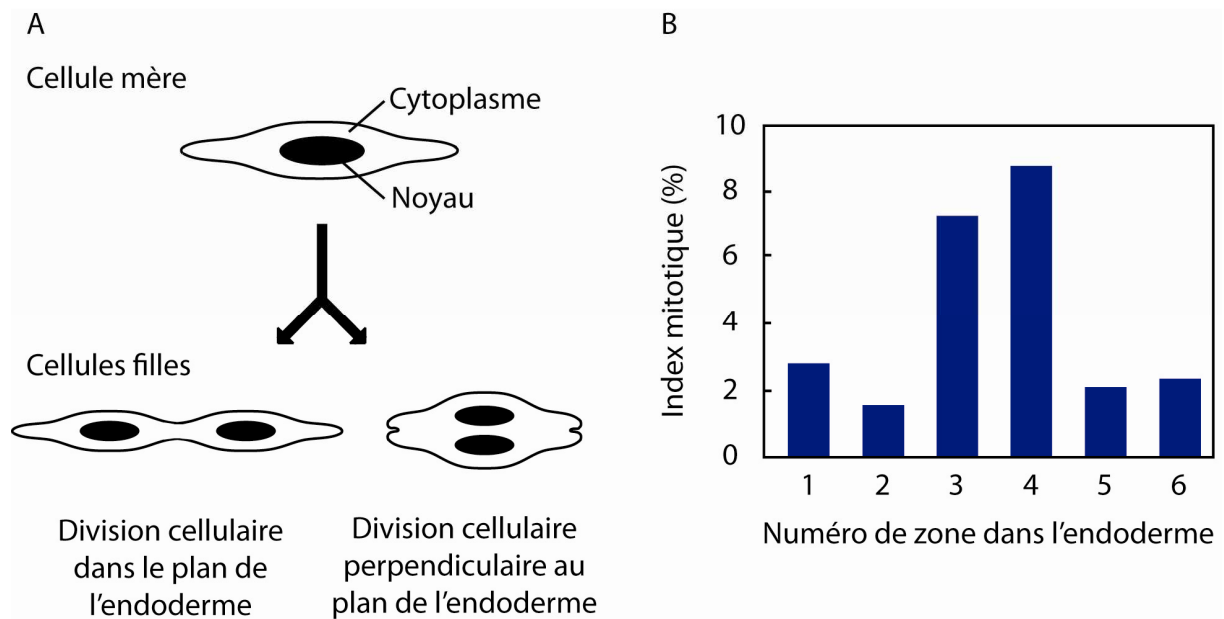 A
Cellule mère
Cytoplasme
Noyau
Cellules filles
Division cellulaire
dans le plan de
l'endoderme
Division cellulaire
perpendiculaire au
plan de l'endoderme
B
Index mitotique (%)
10
8
6
4
2
0
1 2 3 4 5 6
Numéro de zone dans l'endoderme